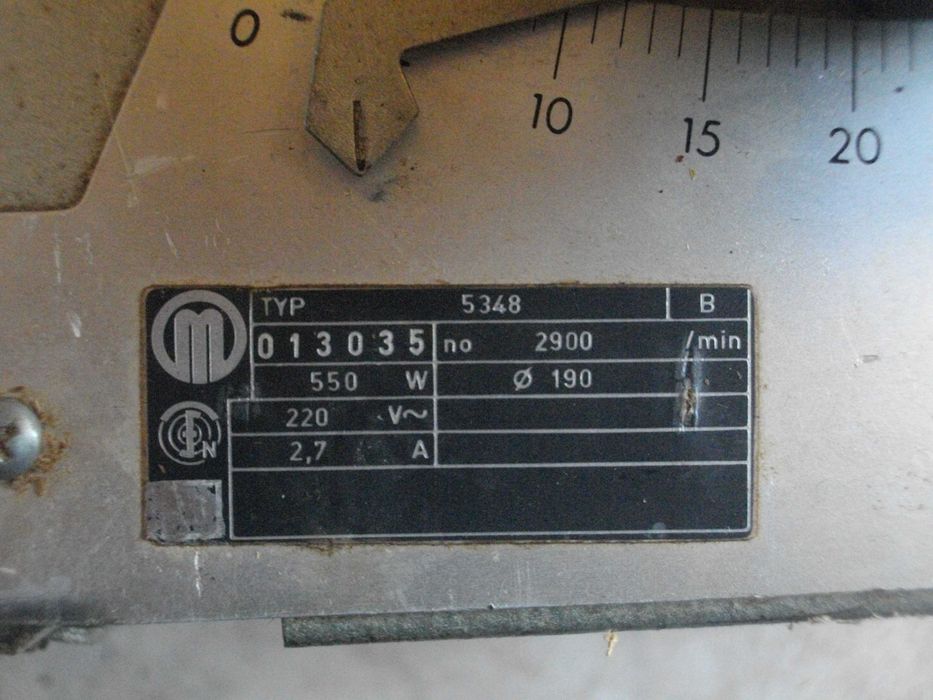 0
10
15
20
M
TYP 5348 B
013035 no 2900 /min
550 W Ø 190
220 V~
2,7 A
N